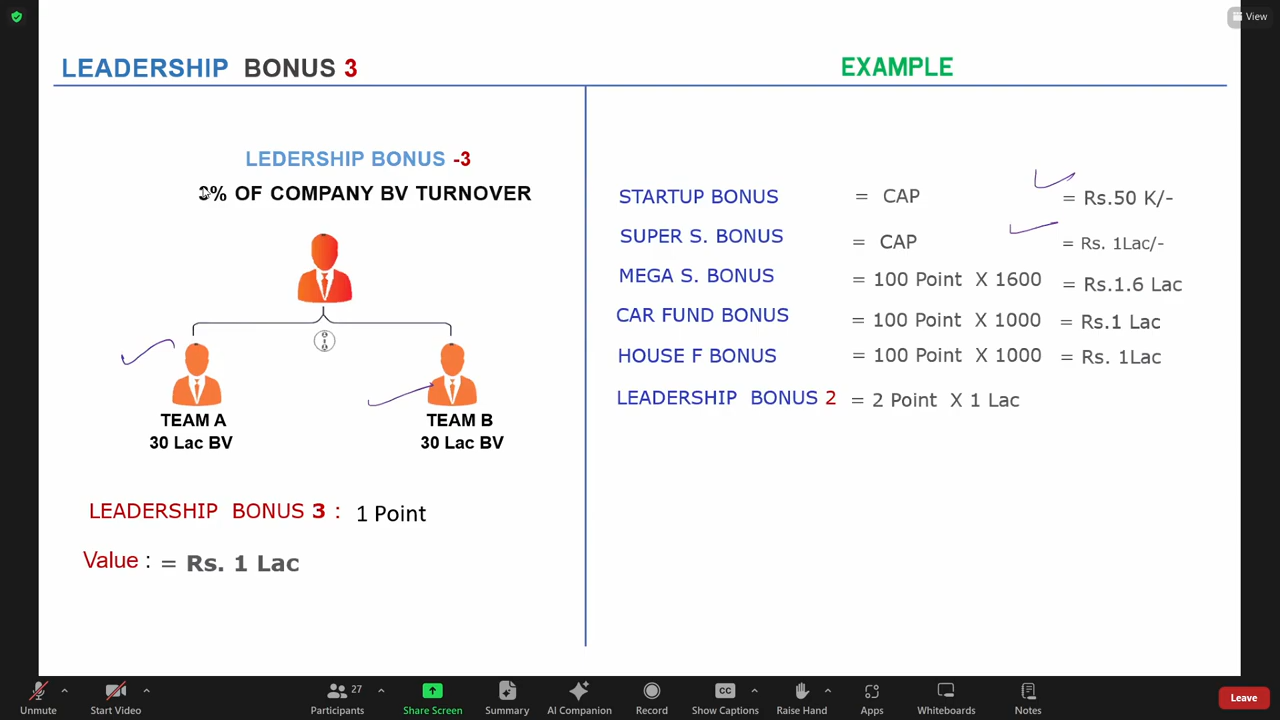 View
LEADERSHIP BONUS 3
EXAMPLE
LEDERSHIP BONUS -3
3% OF COMPANY BV TURNOVER
TEAM A
30 Lac BV
TEAM B
30 Lac BV
LEADERSHIP BONUS 3 : 1 Point
Value : = Rs. 1 Lac
STARTUP BONUS = CAP = Rs.50 K/-
SUPER S. BONUS = CAP = Rs. 1Lac/-
MEGA S. BONUS = 100 Point X 1600 = Rs.1.6 Lac
CAR FUND BONUS = 100 Point X 1000 = Rs.1 Lac
HOUSE F BONUS = 100 Point X 1000 = Rs. 1Lac
LEADERSHIP BONUS 2 = 2 Point X 1 Lac
Unmute
Start Video
27
Participants
Share Screen
Summary
AI Companion
Record
CC
Show Captions
Raise Hand
Apps
Whiteboards
Notes
Leave